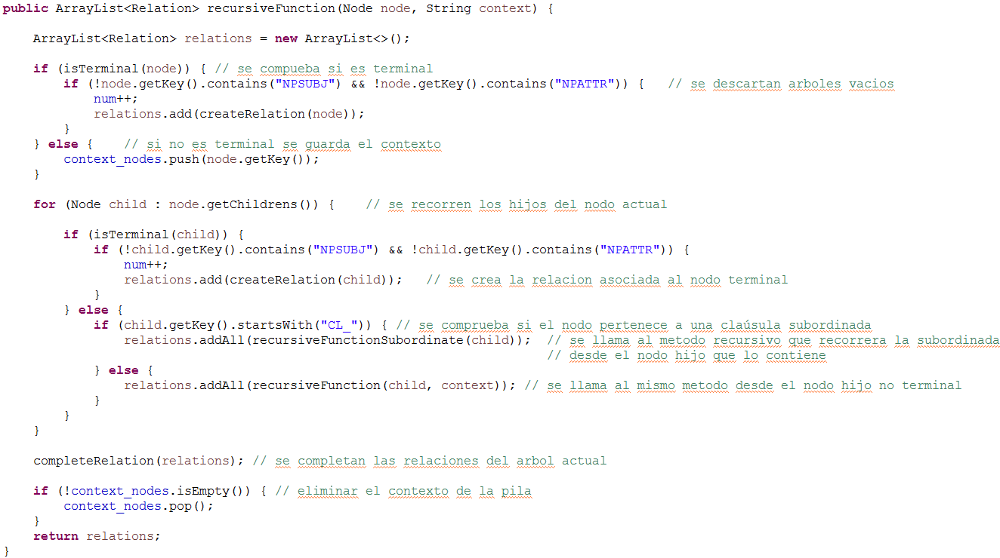 public ArrayList<Relation> recursiveFunction(Node node, String context) {
ArrayList<Relation> relations = new ArrayList<>();
if (isTerminal(node)) { // se compueba si es terminal
if (!node.getKey().contains("NPSUBJ") && !node.getKey().contains("NPATTR")) { // se descartan arboles vacios
num++;
relations.add(createRelation(node));
}
} else { // si no es terminal se guarda el contexto
context_nodes.push(node.getKey());
}
for (Node child : node.getChildrens()) { // se recorren los hijos del nodo actual
if (isTerminal(child)) {
if (!child.getKey().contains("NPSUBJ") && !child.getKey().contains("NPATTR")) {
num++;
relations.add(createRelation(child)); // se crea la relacion asociada al nodo terminal
}
} else {
if (child.getKey().startsWith("CL_")) { // se comprueba si el nodo pertenece a una claúsula subordinada
relations.addAll(recursiveFunctionSubordinate(child)); // se llama al metodo recursivo que recorrera la subordinada
// desde el nodo hijo que lo contiene
} else {
relations.addAll(recursiveFunction(child, context)); // se llama al mismo metodo desde el nodo hijo no terminal
}
}
}
completeRelation(relations); // se completan las relaciones del arbol actual
if (!context_nodes.isEmpty()) { // eliminar el contexto de la pila
context_nodes.pop();
}
return relations;
}